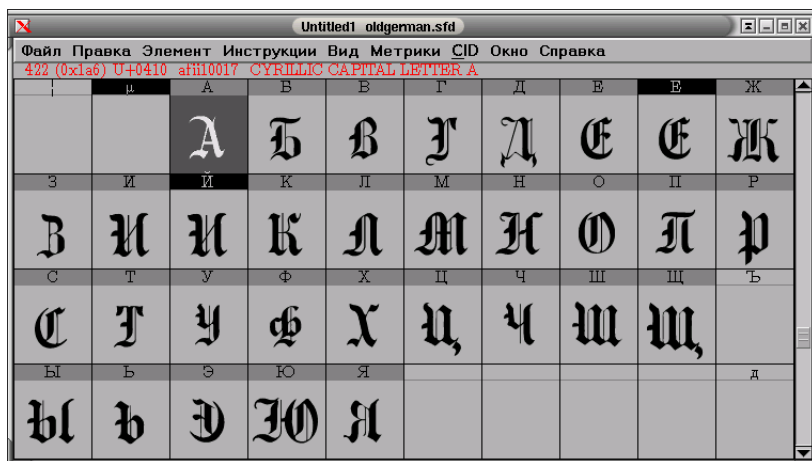 Untitled1 oldgerman.sfd
Файл Правка Элемент Инструкции Вид Метрики CID Окно Справка
422 (0x1a6) U+0410 afii10017 CYRILLIC CAPITAL LETTER A
¦ µ А Б В Г Д Е Е Ж
А Б В Г Д Е Е Ж
З И Й К Л М Н О П Р
З И И К Л М Н О П Р
С Т У Ф Х Ц Ч Ш Щ Ъ
С Т У Ф Х Ц Ч Ш Щ
Ы Ь Э Ю Я д
Ы Ь Э Ю Я